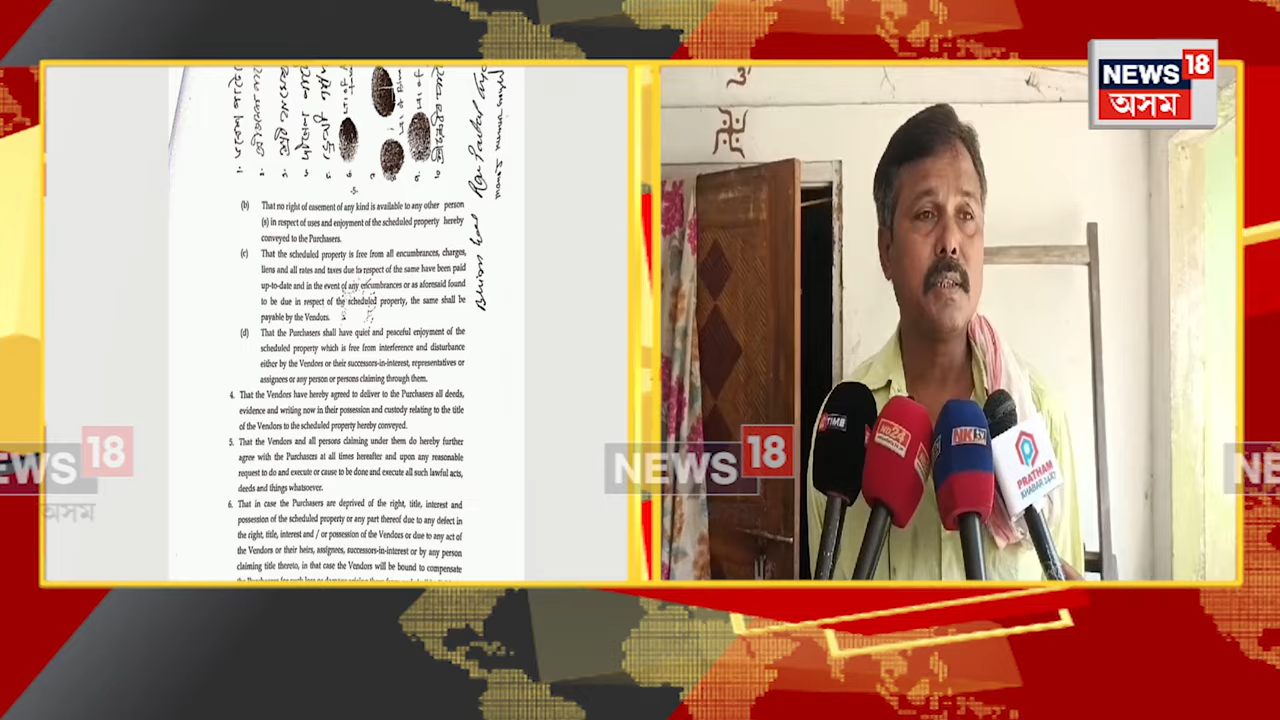 -5-
(b) That no right of easement of any kind is available to any other person
(s) in respect of uses and enjoyment of the scheduled property hereby
conveyed to the Purchasers.
(c) That the scheduled property is free from all encumbrances, charges,
liens and all rates and taxes due in respect of the same have been paid
up-to-date and in the event of any encumbrances or as aforesaid found
to be due in respect of the scheduled property, the same shall be
payable by the Vendors.
(d) That the Purchasers shall have quiet and peaceful enjoyment of the
scheduled property which is free from interference and disturbance
either by the Vendors or their successors-in-interest, representatives or
assignees or any person or persons claiming through them.
4. That the Vendors have hereby agreed to deliver to the Purchasers all deeds,
evidence and writing now in their possession and custody relating to the title
of the Vendors to the scheduled property hereby conveyed.
5. That the Vendors and all persons claiming under them do hereby further
agree with the Purchasers at all times hereafter and upon any reasonable
request to do and execute or cause to be done and execute all such lawful acts,
deeds and things whatsoever.
6. That in case the Purchasers are deprived of the right, title, interest and
possession of the scheduled property or any part thereof due to any defect in
the right, title, interest and / or possession of the Vendors or due to any act of
the Vendors or their heirs, assignees, successors-in-interest or by any person
claiming title thereto, in that case the Vendors will be bound to compensate
NEWS 18
অসম
TIME
ND24
NKTV
PRATHAM
KHABAR 24X7
NEWS 18
অসম
NEWS 18
NEWS